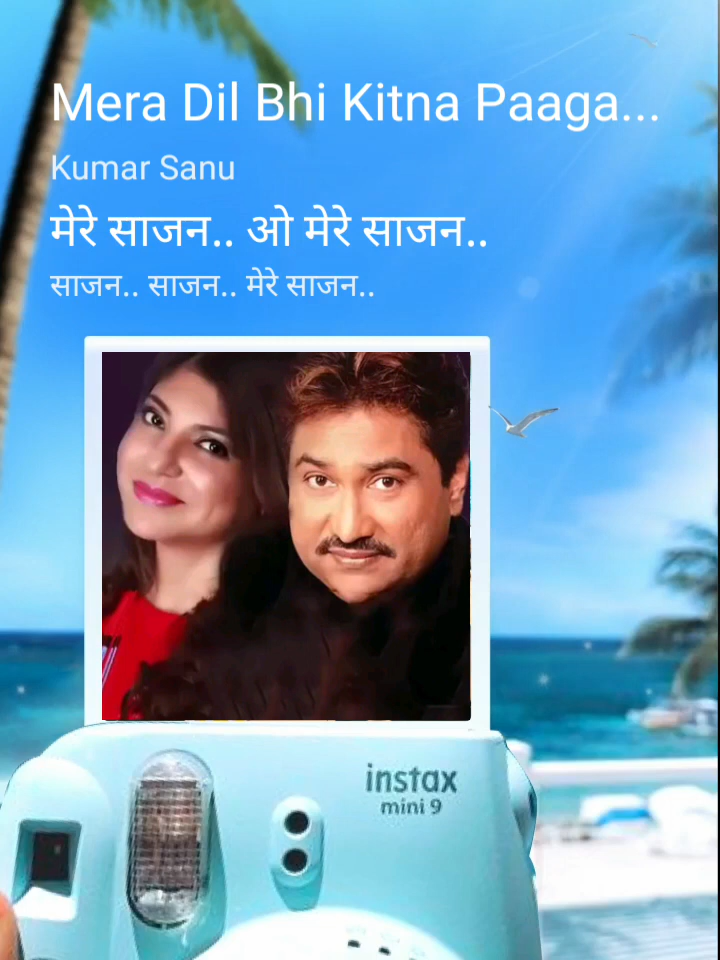 Mera Dil Bhi Kitna Paaga...
Kumar Sanu
मेरे साजन.. ओ मेरे साजन..
साजन.. साजन.. मेरे साजन..
instax
mini 9